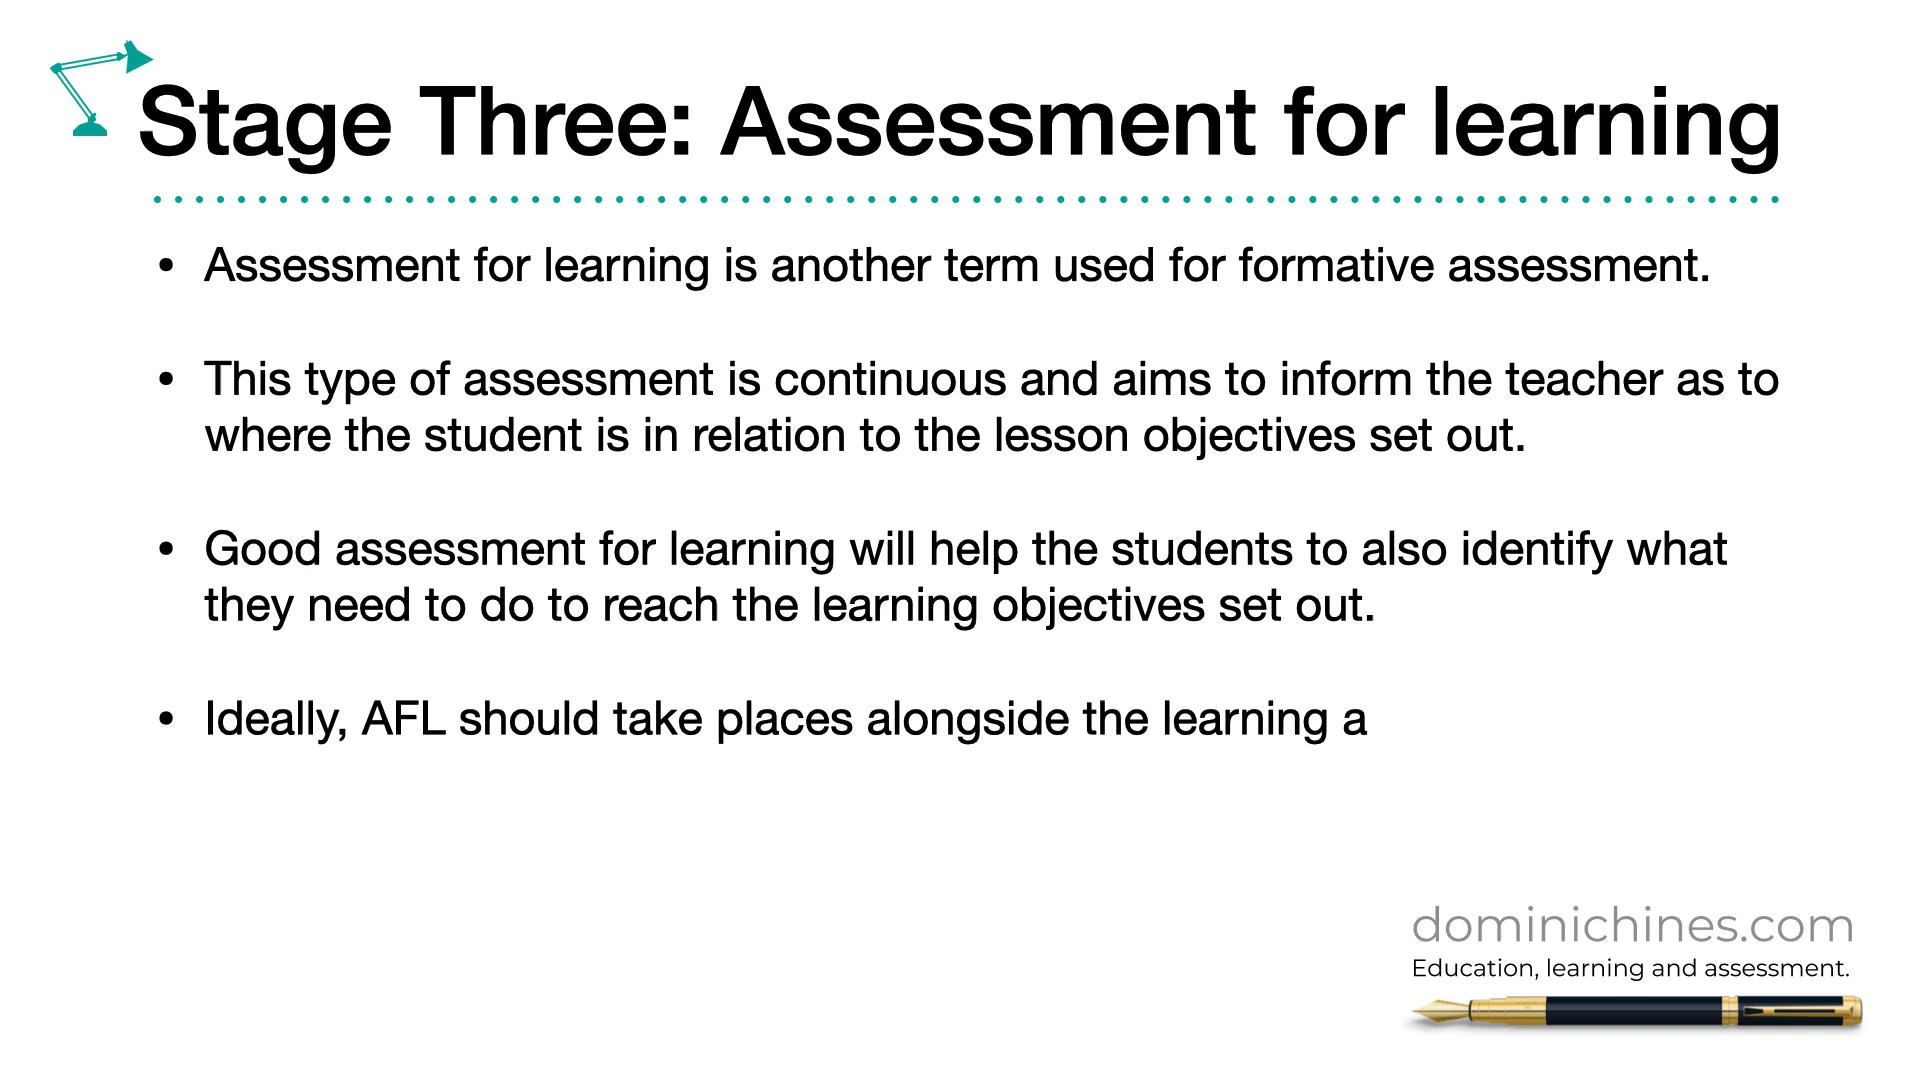 Stage Three: Assessment for learning
• Assessment for learning is another term used for formative assessment.
• This type of assessment is continuous and aims to inform the teacher as to
where the student is in relation to the lesson objectives set out.
• Good assessment for learning will help the students to also identify what
they need to do to reach the learning objectives set out.
• Ideally, AFL should take places alongside the learning a
dominichines.com
Education, learning and assessment.